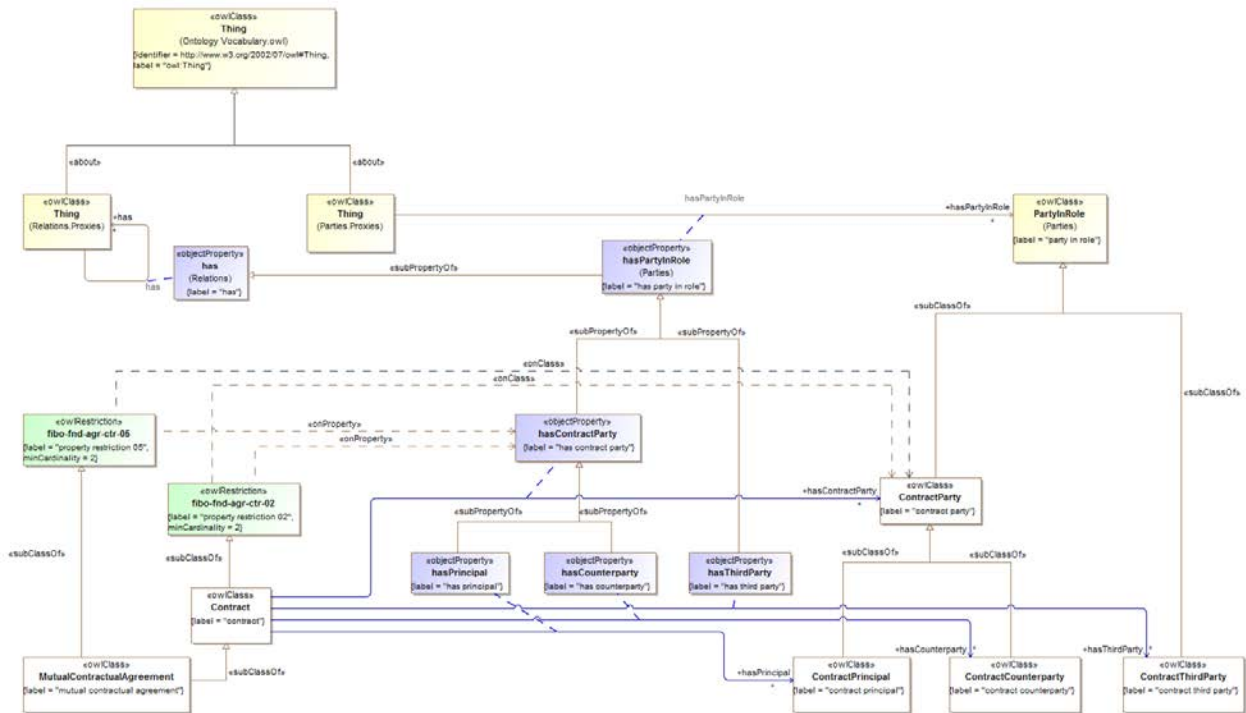 «owlClass»
Thing
(Ontology Vocabulary.owl)
{identifier = http://www.w3.org/2002/07/owl#Thing,
label = "owl:Thing"}
«about»
«about»
«owlClass»
Thing
(Relations.Proxies)
+has
*
has
«objectProperty»
has
(Relations)
{label = "has"}
«owlClass»
Thing
(Parties.Proxies)
hasPartyInRole
+hasPartyInRole
*
«owlClass»
PartyInRole
(Parties)
{label = "party in role"}
«subPropertyOf»
«objectProperty»
hasPartyInRole
(Parties)
{label = "has party in role"}
«subPropertyOf»
«subPropertyOf»
«subClassOf»
«subClassOf»
«onClass»
«onClass»
«owlRestriction»
fibo-fnd-agr-ctr-05
{label = "property restriction 05",
minCardinality = 2}
«onProperty»
«onProperty»
«objectProperty»
hasContractParty
{label = "has contract party"}
«owlRestriction»
fibo-fnd-agr-ctr-02
{label = "property restriction 02",
minCardinality = 2}
+hasContractParty
*
«owlClass»
ContractParty
{label = "contract party"}
«subPropertyOf»
«subPropertyOf»
«subClassOf»
«subClassOf»
«subClassOf»
«subClassOf»
«objectProperty»
hasPrincipal
{label = "has principal"}
«objectProperty»
hasCounterparty
{label = "has counterparty"}
«objectProperty»
hasThirdParty
{label = "has third party"}
«owlClass»
Contract
{label = "contract"}
«subClassOf»
«owlClass»
MutualContractualAgreement
{label = "mutual contractual agreement"}
+hasPrincipal
*
«owlClass»
ContractPrincipal
{label = "contract principal"}
+hasCounterparty
*
«owlClass»
ContractCounterparty
{label = "contract counterparty"}
+hasThirdParty
*
«owlClass»
ContractThirdParty
{label = "contract third party"}